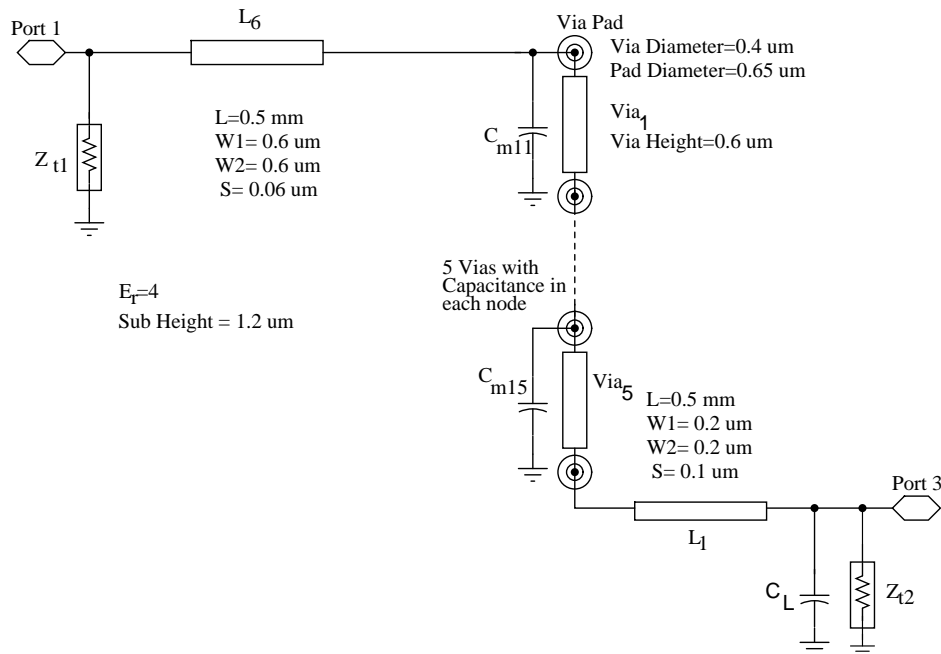 Port 1
L6
Via Pad
Via Diameter=0.4 um
Pad Diameter=0.65 um
L=0.5 mm
W1= 0.6 um
W2= 0.6 um
S= 0.06 um
Z t1
Cm11
Via1
Via Height=0.6 um
Er=4
Sub Height = 1.2 um
5 Vias with
Capacitance in
each node
Cm15
Via5
L=0.5 mm
W1= 0.2 um
W2= 0.2 um
S= 0.1 um
Port 3
L1
CL
Zt2